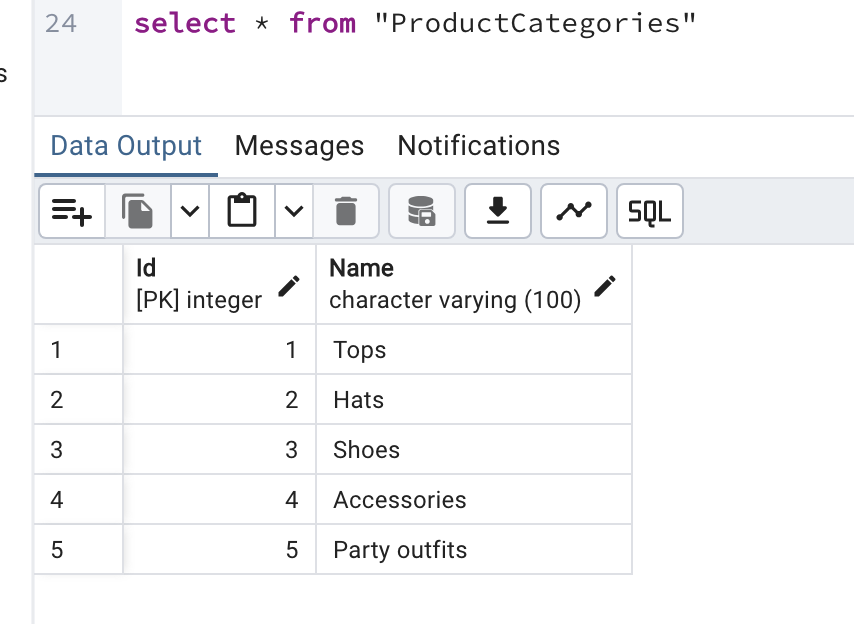 24 select * from "ProductCategories"
s
Data Output Messages Notifications
SQL
Id Name
[PK] integer character varying (100)
1 1 Tops
2 2 Hats
3 3 Shoes
4 4 Accessories
5 5 Party outfits